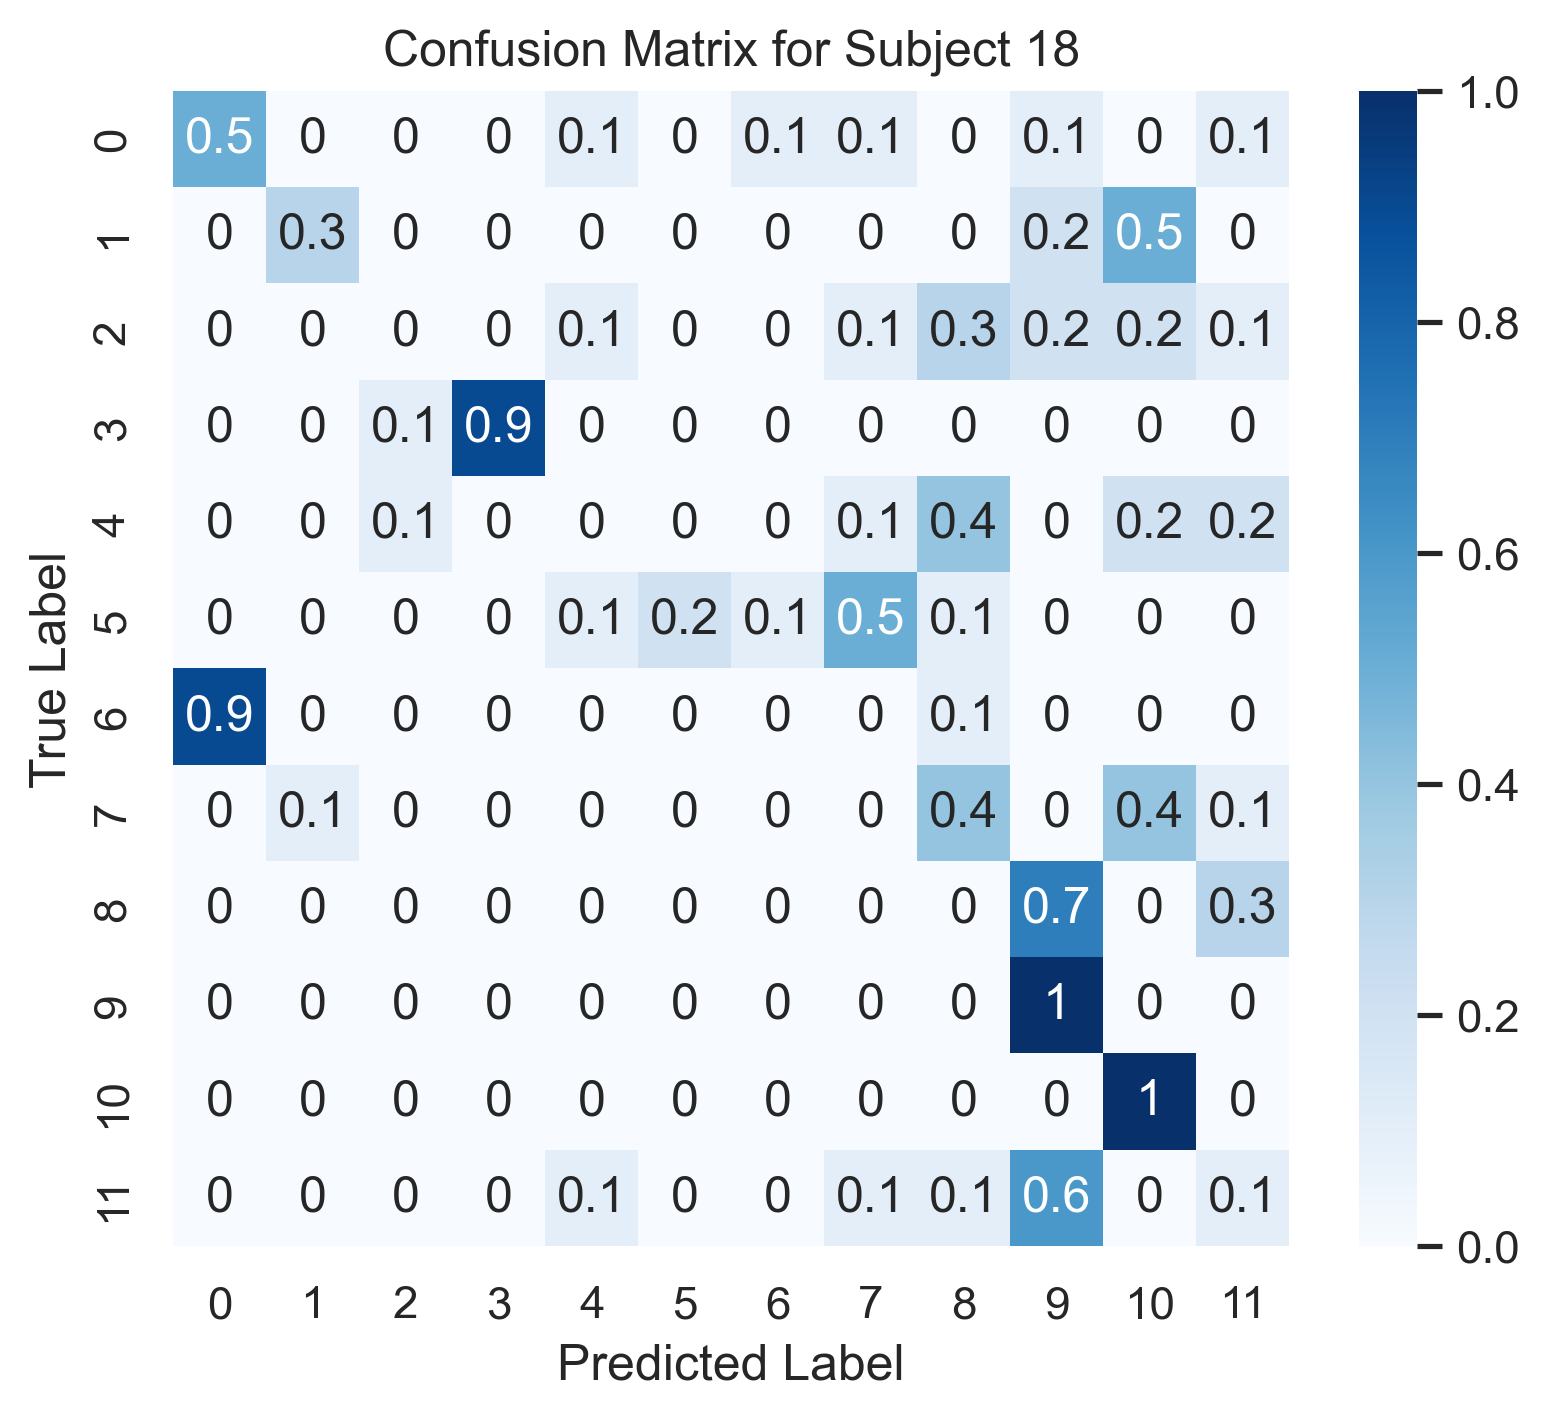 Confusion Matrix for Subject 18
0 0.5 0 0 0 0.1 0 0.1 0.1 0 0.1 0 0.1
1 0 0.3 0 0 0 0 0 0 0 0.2 0.5 0
2 0 0 0 0 0.1 0 0 0.1 0.3 0.2 0.2 0.1
3 0 0 0.1 0.9 0 0 0 0 0 0 0 0
4 0 0 0.1 0 0 0 0 0.1 0.4 0 0.2 0.2
5 0 0 0 0 0.1 0.2 0.1 0.5 0.1 0 0 0
6 0.9 0 0 0 0 0 0 0 0.1 0 0 0
7 0 0.1 0 0 0 0 0 0 0.4 0 0.4 0.1
8 0 0 0 0 0 0 0 0 0 0.7 0 0.3
9 0 0 0 0 0 0 0 0 0 1 0 0
10 0 0 0 0 0 0 0 0 0 0 1 0
11 0 0 0 0 0.1 0 0 0.1 0.1 0.6 0 0.1
0 1 2 3 4 5 6 7 8 9 10 11
Predicted Label
True Label
1.0
0.8
0.6
0.4
0.2
0.0